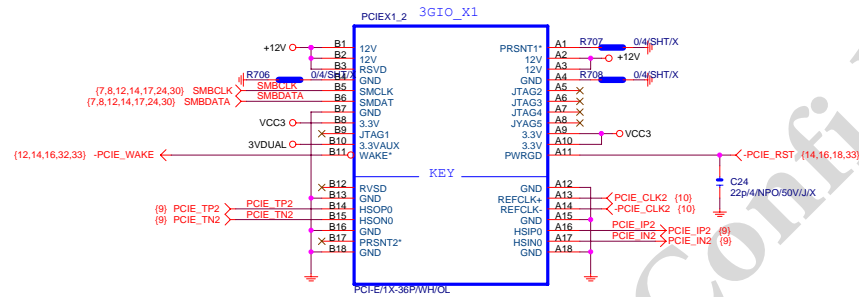 PCIEX1_2 3GIO_X1
+12V B1 12V PRSNT1* A1 R707 0/4/SHT/X
B2 12V 12V A2 +12V
B3 RSVD 12V A3
R706 0/4/SHT/X B4 GND GND A4 R708 0/4/SHT/X
{7,8,12,14,17,24,30} SMBCLK SMBCLK B5 SMCLK JTAG2 A5
{7,8,12,14,17,24,30} SMBDATA SMBDATA B6 SMDAT JTAG3 A6
B7 GND JTAG4 A7
VCC3 B8 3.3V JYAG5 A8
B9 JTAG1 3.3V A9 VCC3
3VDUAL B10 3.3VAUX 3.3V A10
{12,14,16,32,33} -PCIE_WAKE B11 WAKE* PWRGD A11 -PCIE_RST {14,16,18,33}
KEY
C24
22p/4/NPO/50V/J/X
B12 RVSD GND A12
B13 GND REFCLK+ A13 PCIE_CLK2 {10}
{9} PCIE_TP2 PCIE_TP2 B14 HSOP0 REFCLK- A14 -PCIE_CLK2 {10}
{9} PCIE_TN2 PCIE_TN2 B15 HSON0 GND A15
B16 GND HSIP0 A16 PCIE_IP2 PCIE_IP2 {9}
B17 PRSNT2* HSIN0 A17 PCIE_IN2 PCIE_IN2 {9}
B18 GND GND A18
PCI-E/1X-36P/WH/OL
Confi